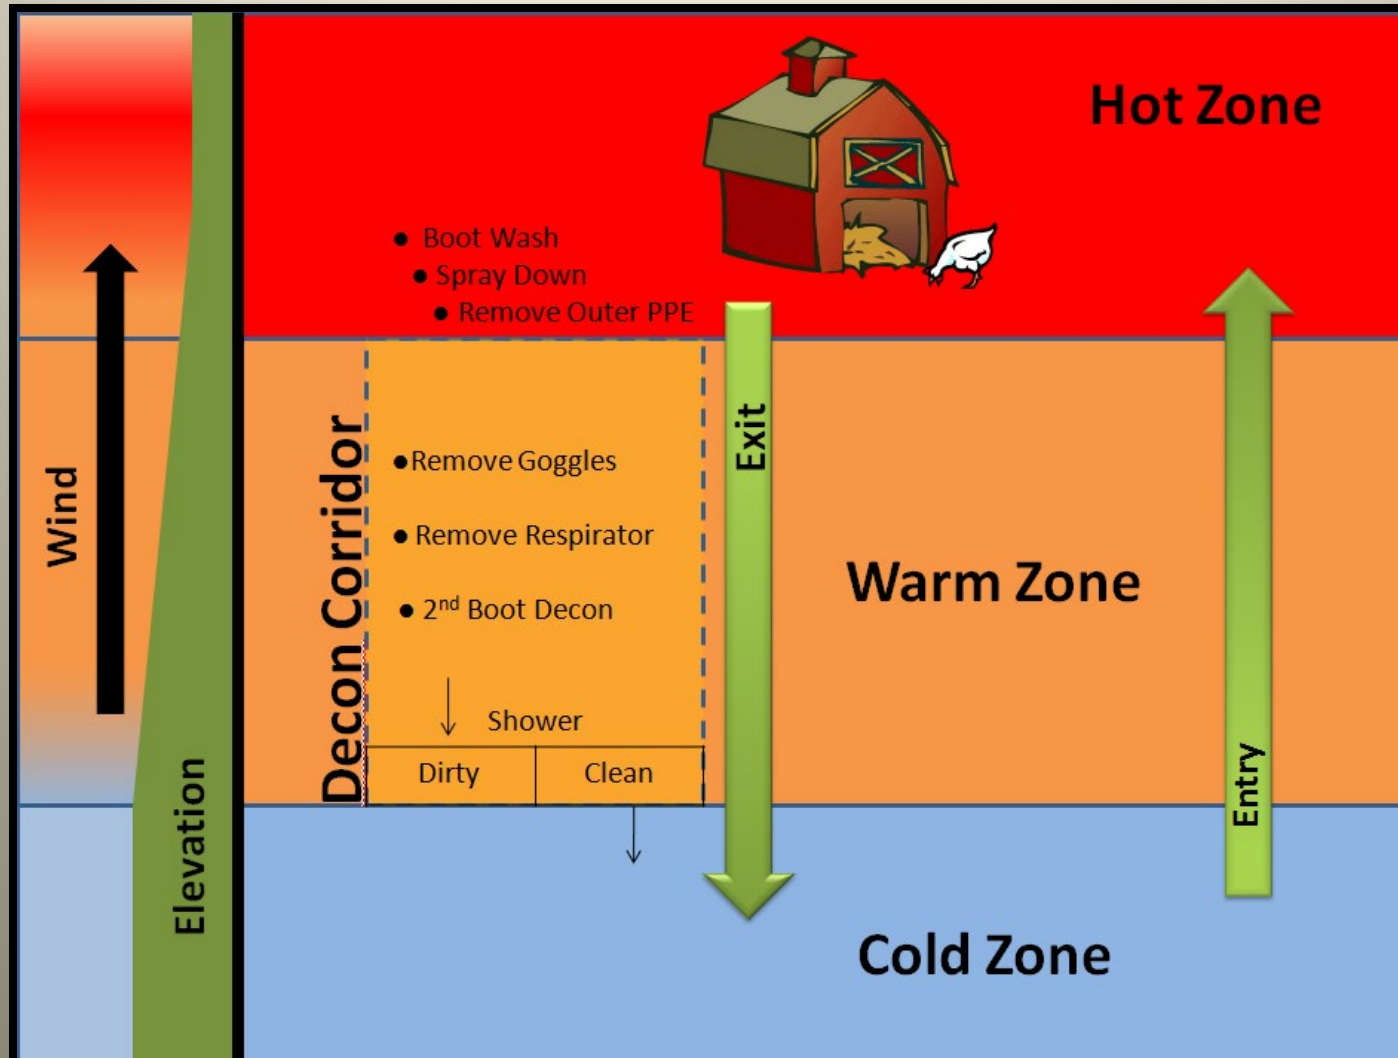 Hot Zone
● Boot Wash
● Spray Down
● Remove Outer PPE
Wind
Elevation
Decon Corridor
●Remove Goggles
● Remove Respirator
● 2nd Boot Decon
Shower
Dirty
Clean
Exit
Warm Zone
Entry
Cold Zone